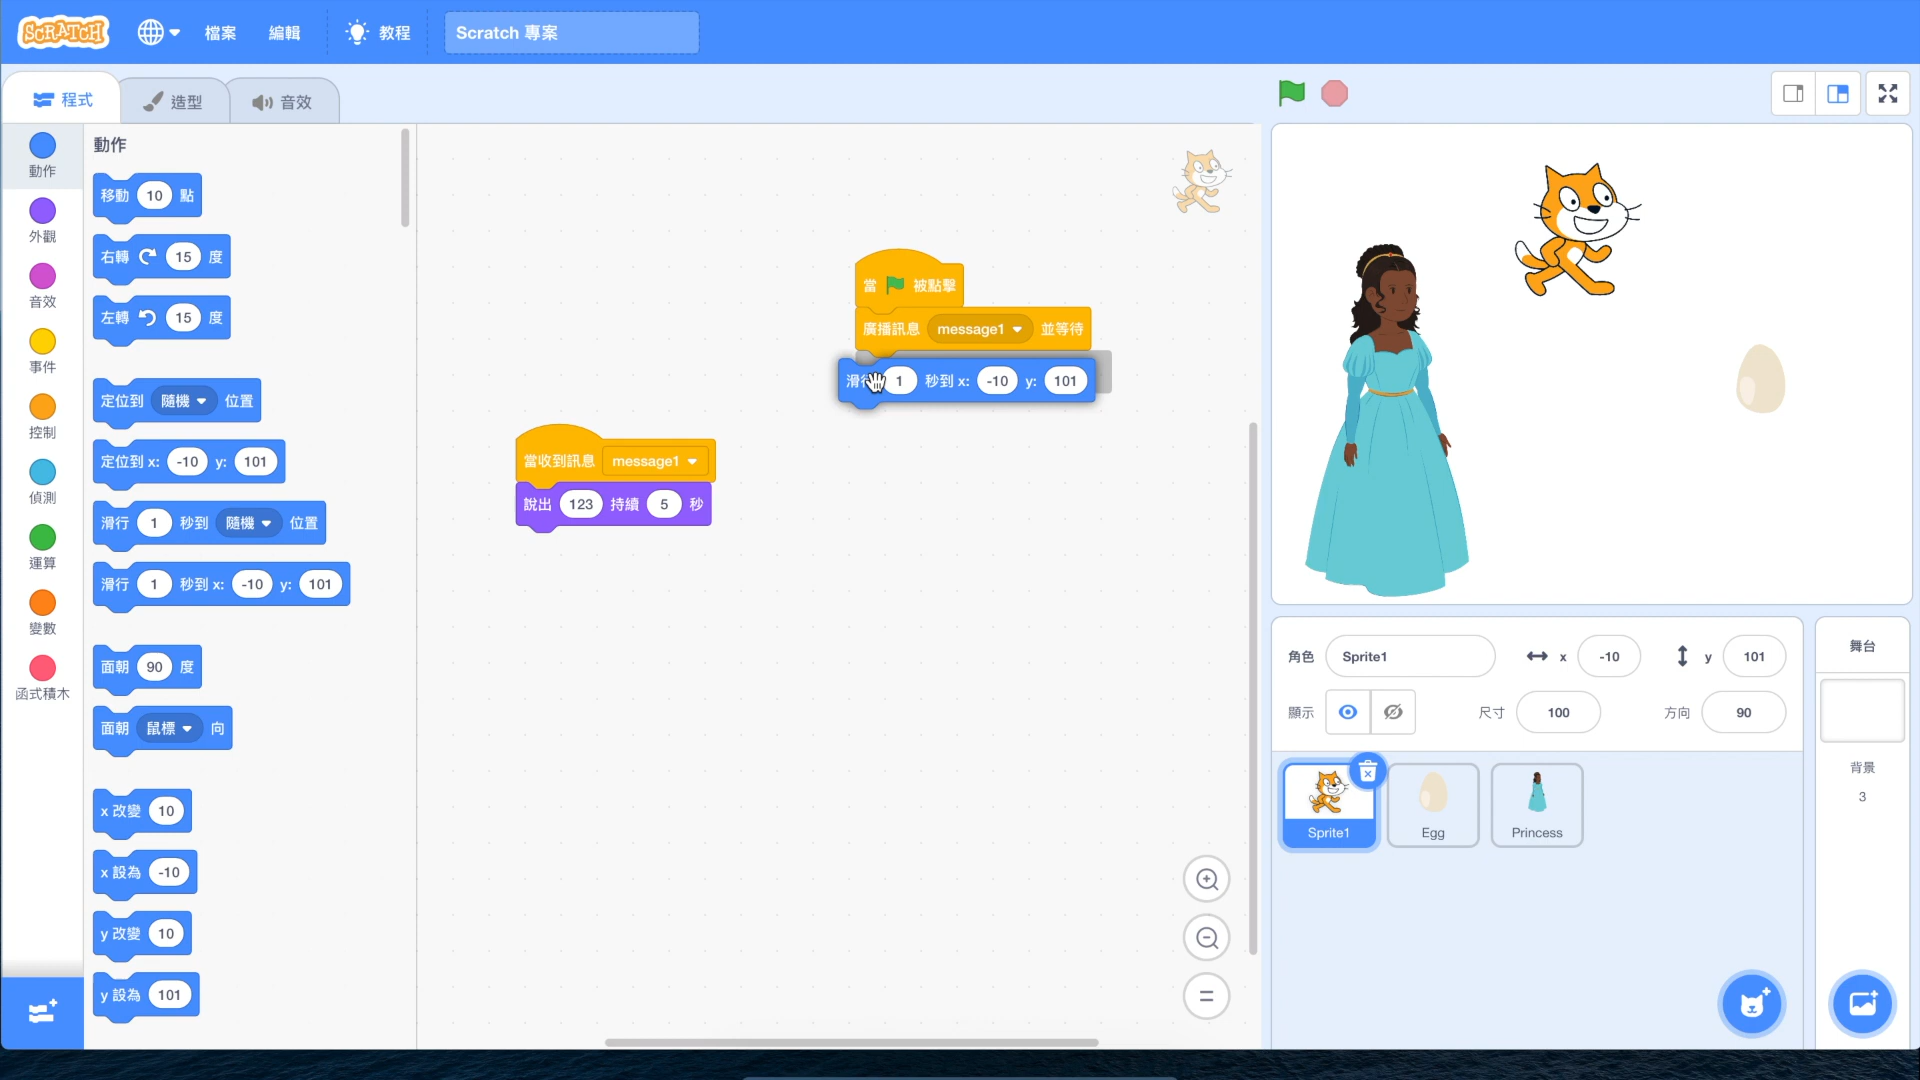 SCRATCH 檔案 編輯 教程 Scratch 專案
程式 造型 音效
動作
外觀
音效
事件
控制
偵測
運算
變數
函式積木
動作
移動 10 點
右轉 15 度
左轉 15 度
定位到 隨機 位置
定位到 x: -10 y: 101
滑行 1 秒到 隨機 位置
滑行 1 秒到 x: -10 y: 101
面朝 90 度
面朝 鼠標 向
x 改變 10
x 設為 -10
y 改變 10
y 設為 101
當 被點擊
廣播訊息 message1 並等待
滑行 1 秒到 x: -10 y: 101
當收到訊息 message1
說出 123 持續 5 秒
角色 Sprite1 x -10 y 101
顯示 尺寸 100 方向 90
Sprite1 Egg Princess
舞台
背景
3